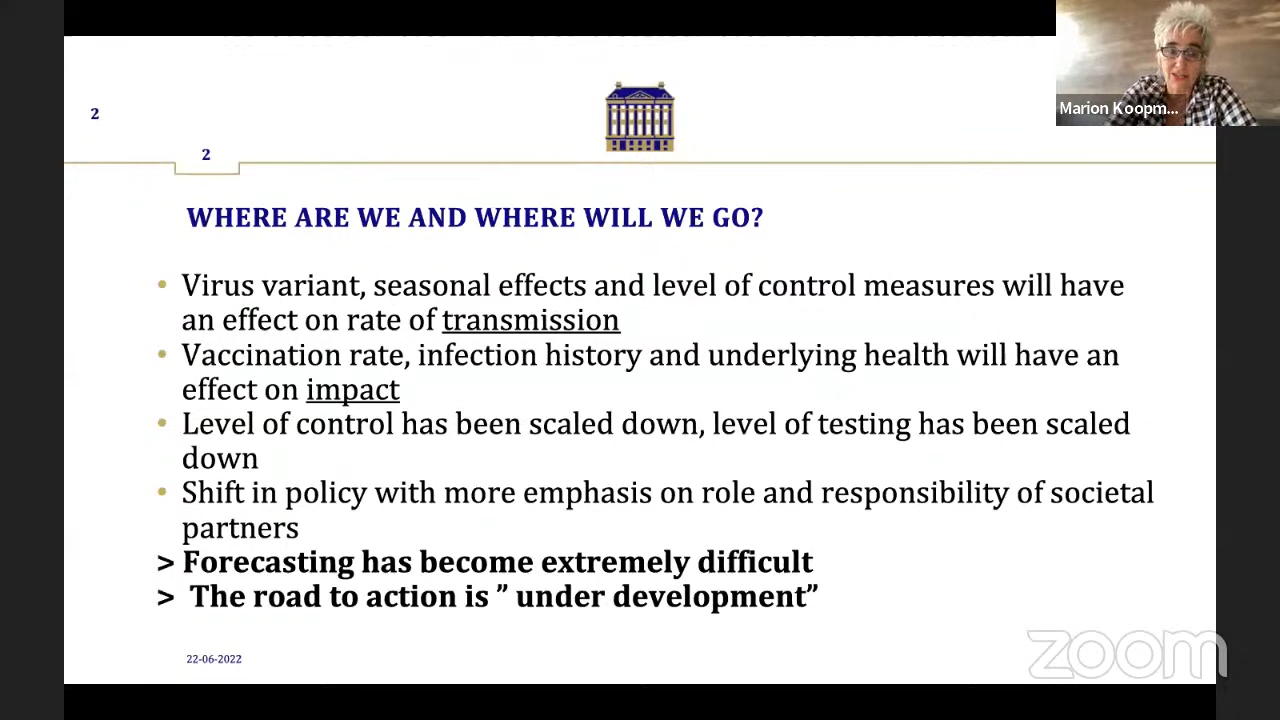 Marion Koopm...
2
2
WHERE ARE WE AND WHERE WILL WE GO?
• Virus variant, seasonal effects and level of control measures will have
an effect on rate of transmission
• Vaccination rate, infection history and underlying health will have an
effect on impact
• Level of control has been scaled down, level of testing has been scaled
down
• Shift in policy with more emphasis on role and responsibility of societal
partners
> Forecasting has become extremely difficult
> The road to action is ” under development”
22-06-2022
zoom